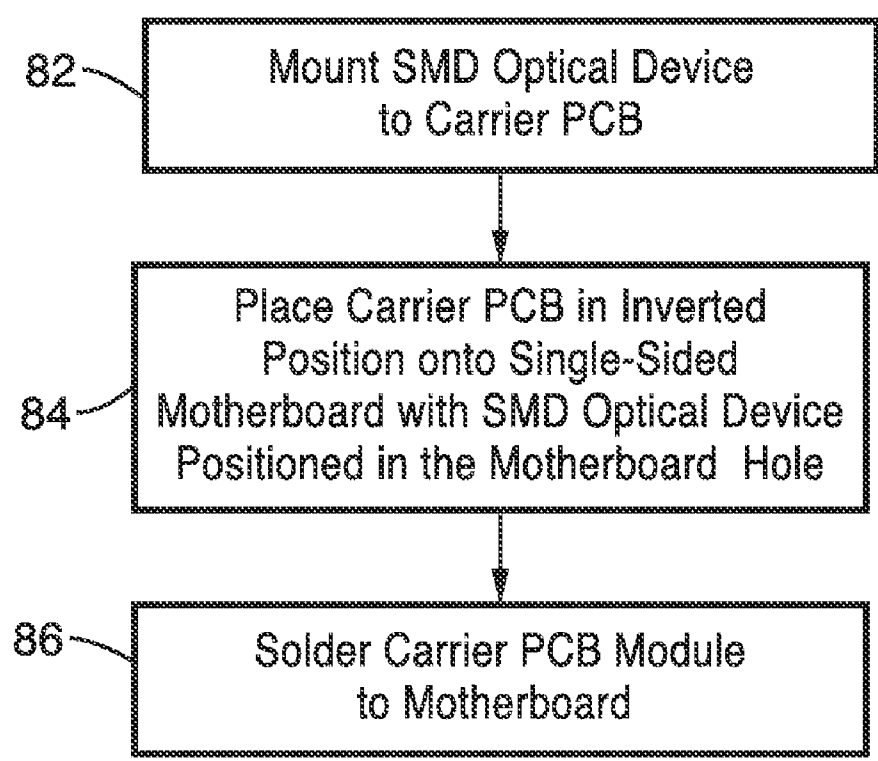 82
Mount SMD Optical Device
to Carrier PCB
84
Place Carrier PCB in Inverted
Position onto Single-Sided
Motherboard with SMD Optical Device
Positioned in the Motherboard Hole
86
Solder Carrier PCB Module
to Motherboard